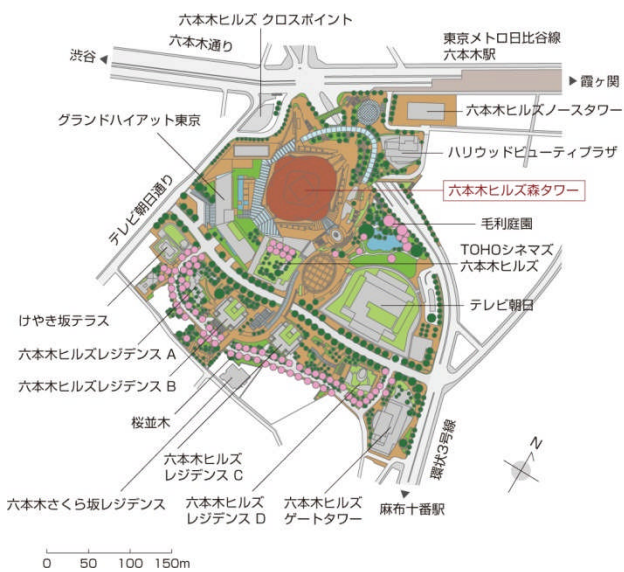 六本木ヒルズ クロスポイント
六本木通り
渋谷
東京メトロ日比谷線
六本木駅
霞ヶ関
六本木ヒルズノースタワー
グランドハイアット東京
ハリウッドビューティプラザ
六本木ヒルズ森タワー
テレビ朝日通り
毛利庭園
TOHOシネマズ
六本木ヒルズ
テレビ朝日
けやき坂テラス
六本木ヒルズレジデンス A
六本木ヒルズレジデンス B
桜並木
六本木ヒルズ
レジデンス C
六本木さくら坂レジデンス
六本木ヒルズ
レジデンス D
六本木ヒルズ
ゲートタワー
環状3号線
麻布十番駅
N
0 50 100 150m